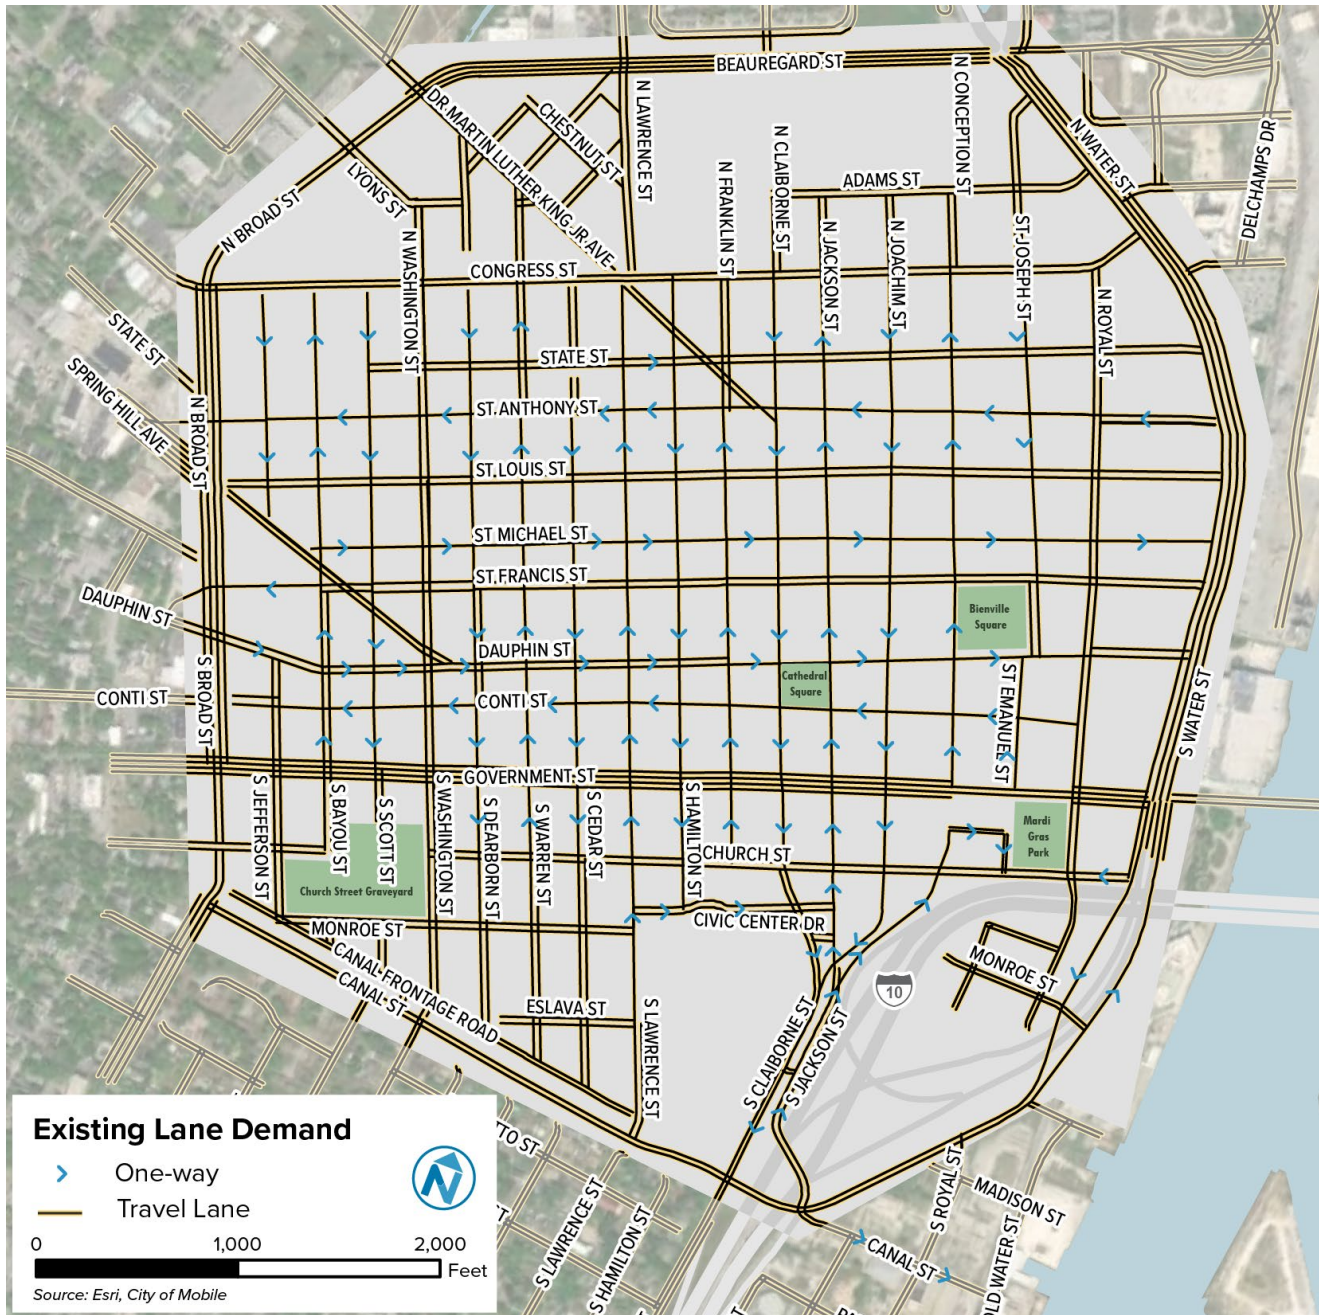 BEAUREGARD ST
N CONCEPTION ST
DR MARTIN LUTHER KING JR AVE
CHESTNUT ST
N LAWRENCE ST
N WATER ST
DELCHAMPS DR
N CLAIBORNE ST
N FRANKLIN ST
ADAMS ST
LYONS ST
N BROAD ST
N JACKSON ST
N JOACHIM ST
ST JOSEPH ST
N WASHINGTON ST
CONGRESS ST
N ROYAL ST
STATE ST
STATE ST
SPRING HILL AVE
N BROAD ST
ST ANTHONY ST
ST LOUIS ST
ST MICHAEL ST
ST FRANCIS ST
DAUPHIN ST
Bienville
Square
DAUPHIN ST
Cathedral
Square
CONTI ST
S BROAD ST
CONTI ST
ST EMANUEL ST
S WATER ST
GOVERNMENT ST
S JEFFERSON ST
S BAYOU ST
S SCOTT ST
S WASHINGTON ST
S DEARBORN ST
S WARREN ST
S CEDAR ST
S HAMILTON ST
Mardi
Gras
Park
CHURCH ST
Church Street Graveyard
CIVIC CENTER DR
MONROE ST
MONROE ST
CANAL FRONTAGE ROAD
CANAL ST
10
ESLAVA ST
S LAWRENCE ST
S CLAIBORNE ST
S JACKSON ST
S LAWRENCE ST
S HAMILTON ST
S ROYAL ST
MADISON ST
OLD WATER ST
CANAL ST
Existing Lane Demand
One-way
Travel Lane
N
0 1,000 2,000
Feet
Source: Esri, City of Mobile